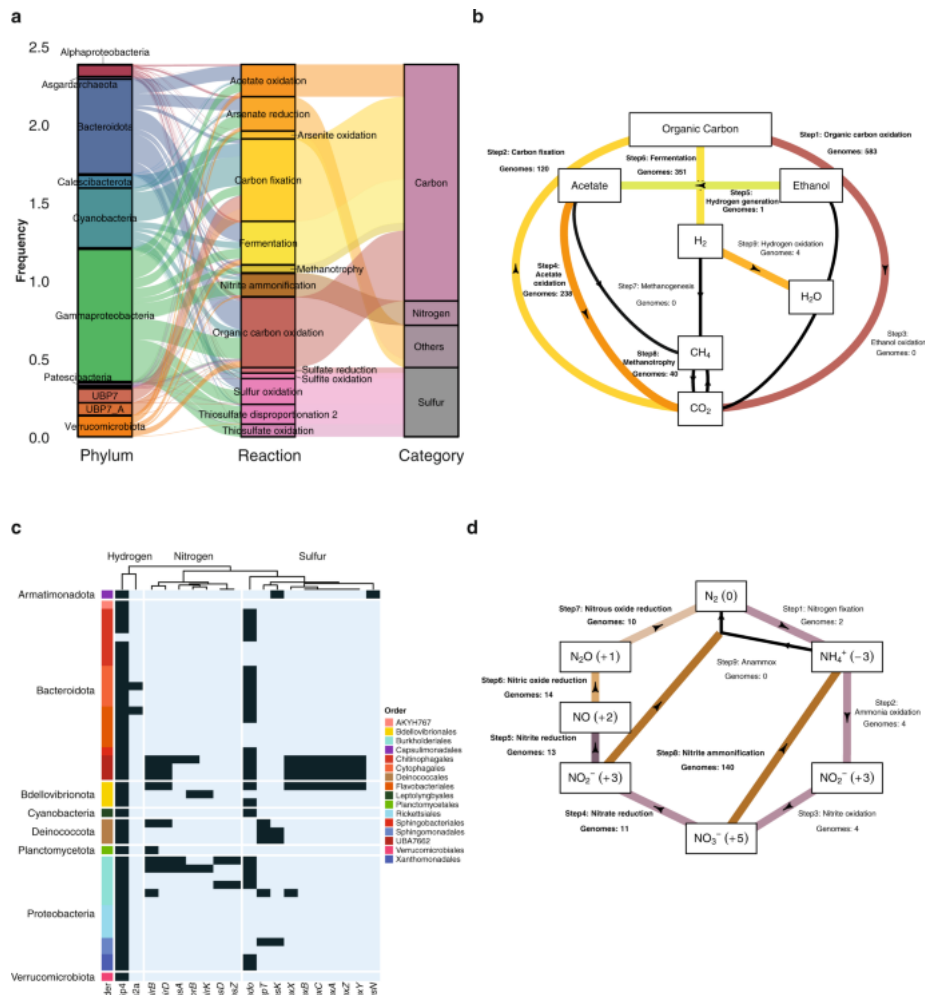 a
2.5
2.0
1.5
1.0
0.5
0.0
Frequency
Alphaproteobacteria
Asgardarchaeota
Bacteroidota
Calescibacterota
Cyanobacteria
Gammaproteobacteria
Patescibacteria
UBP7
UBP7_A
Verrucomicrobiota
Acetate oxidation
Arsenate reduction
Arsenite oxidation
Carbon fixation
Fermentation
Methanotrophy
Nitrite ammonification
Organic carbon oxidation
Sulfate reduction
Sulfite oxidation
Sulfur oxidation
Thiosulfate disproportionation 2
Thiosulfate oxidation
Carbon
Nitrogen
Others
Sulfur
Phylum
Reaction
Category
b
Organic Carbon
Step1: Organic carbon oxidation
Genomes: 583
Step2: Carbon fixation
Genomes: 120
Step6: Fermentation
Genomes: 351
Acetate
Ethanol
Step5:
Hydrogen generation
Genomes: 1
H₂
Step9: Hydrogen oxidation
Genomes: 4
Step4:
Acetate
oxidation
Genomes: 238
Step7: Methanogenesis
Genomes: 0
H₂O
Step3:
Ethanol oxidation
Genomes: 0
CH₄
Step8: Methanotrophy
Genomes: 40
CO₂
c
Hydrogen
Nitrogen
Sulfur
Armatimonadota
Bacteroidota
Bdellovibrionota
Cyanobacteria
Deinococcota
Planctomycetota
Proteobacteria
Verrucomicrobiota
Order
AKYH767
Bdellovibrionales
Burkholderiales
Capsulimonadales
Chitinophagales
Cytophagales
Deinococcales
Flavobacteriales
Leptolyngbyales
Planctomycetales
Rickettsiales
Sphingobacteriales
Sphingomonadales
UBA7662
Verrucomicrobiales
Xanthomonadales
d
N₂ (0)
Step7: Nitrous oxide reduction
Genomes: 10
Step1: Nitrogen fixation
Genomes: 2
N₂O (+1)
NH₄⁺ (−3)
Step9: Anammox
Genomes: 0
Step6: Nitric oxide reduction
Genomes: 14
Step2:
Ammonia oxidation
Genomes: 4
NO (+2)
Step5: Nitrite reduction
Genomes: 13
Step8: Nitrite ammonification
Genomes: 140
NO₂⁻ (+3)
NO₂⁻ (+3)
Step4: Nitrate reduction
Genomes: 11
Step3: Nitrite oxidation
Genomes: 4
NO₃⁻ (+5)